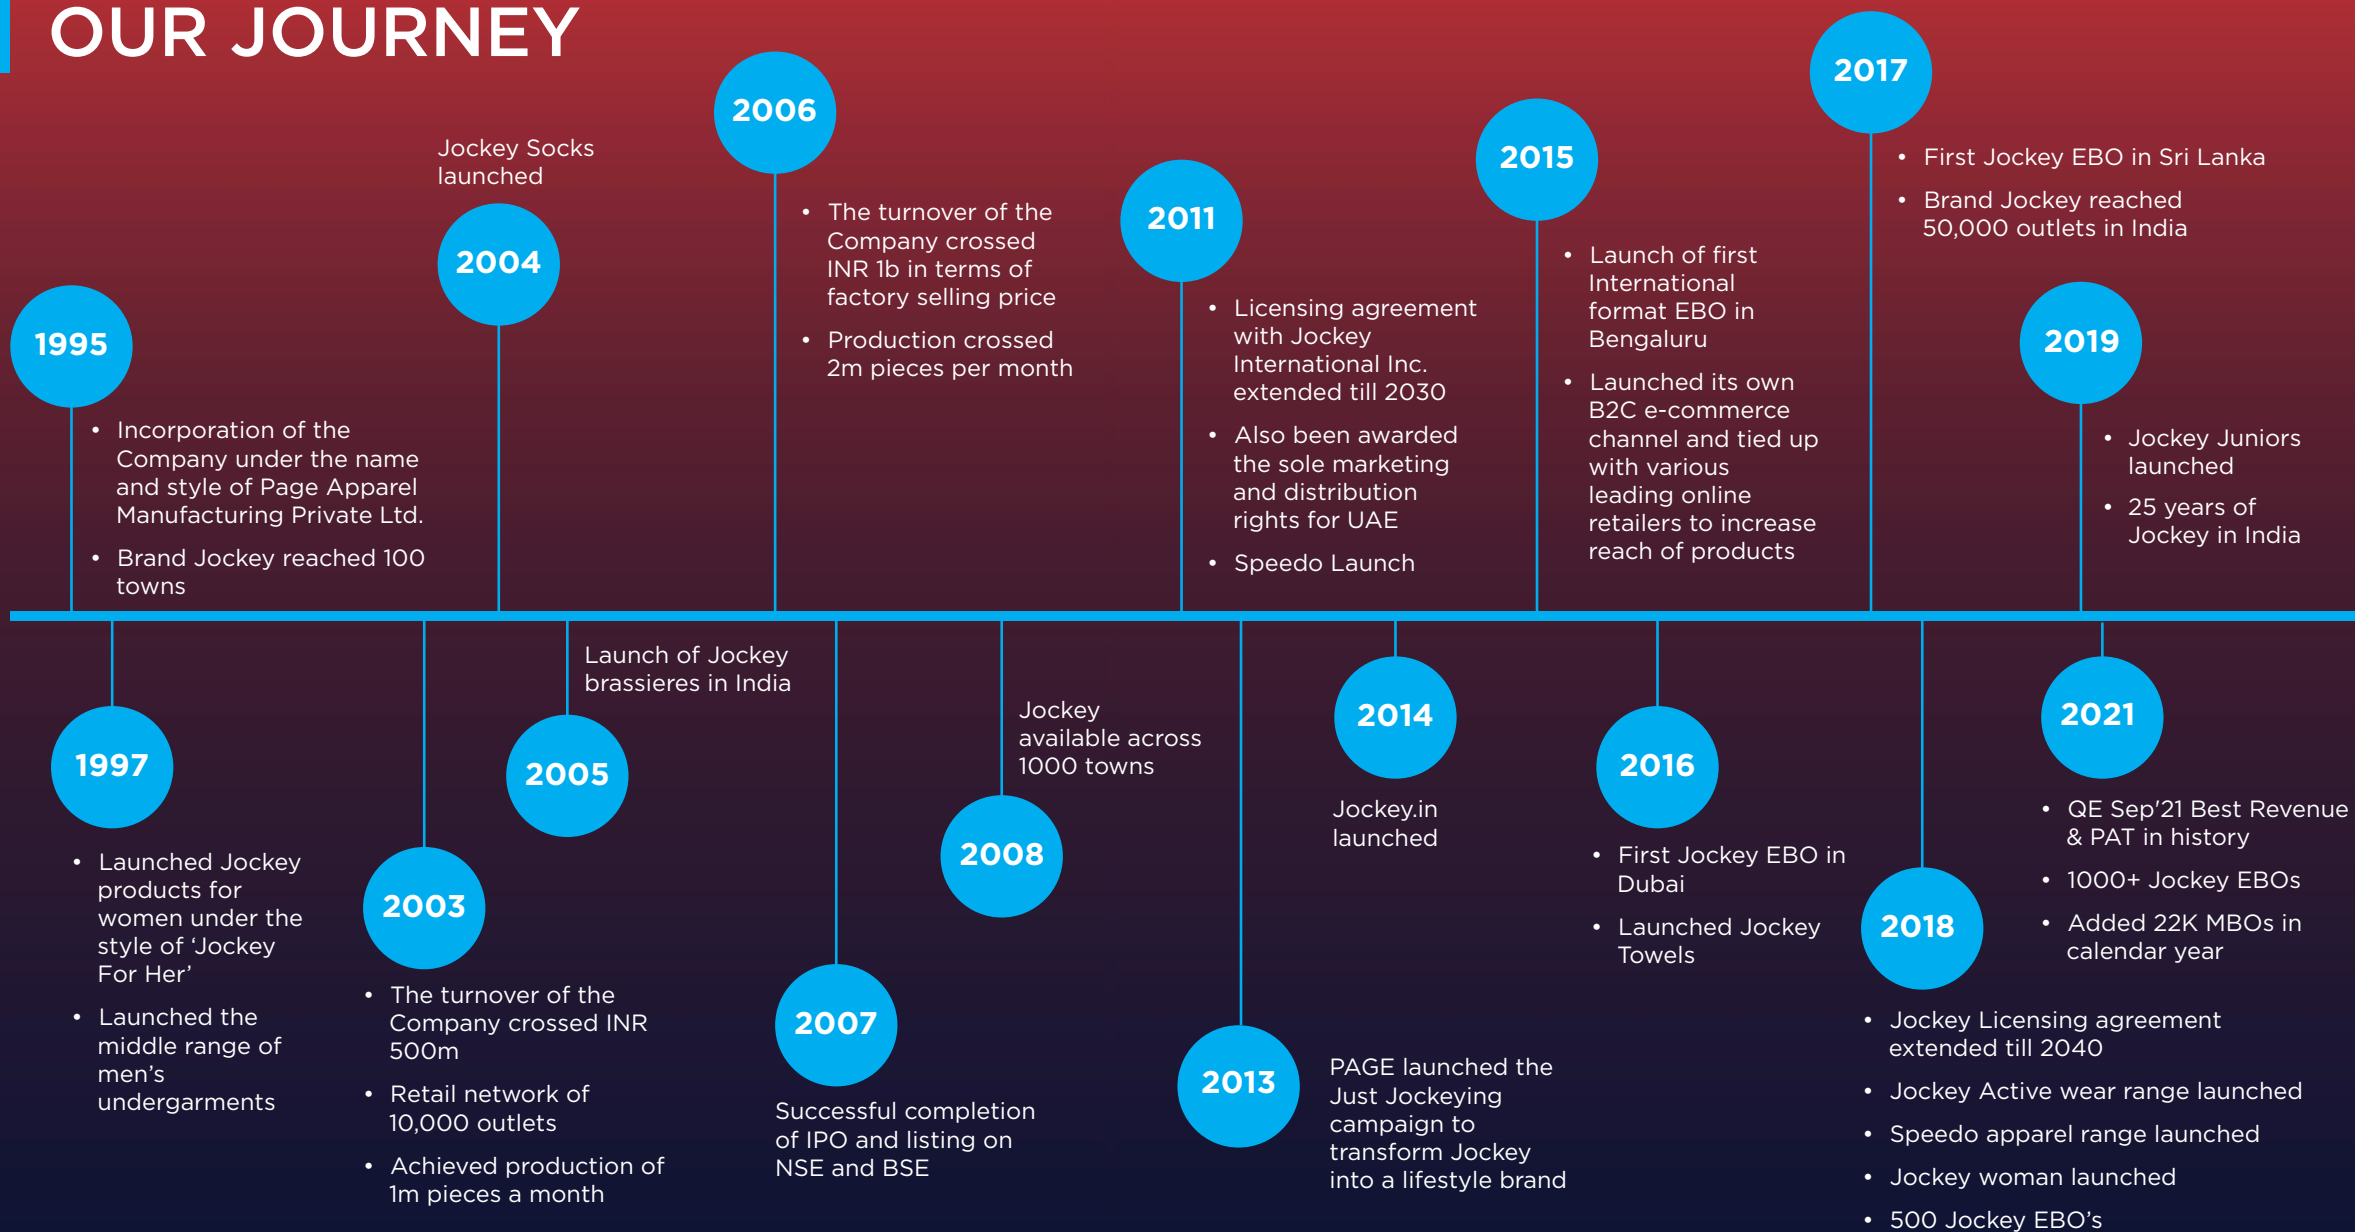 OUR JOURNEY
1995
• Incorporation of the
Company under the name
and style of Page Apparel
Manufacturing Private Ltd.
• Brand Jockey reached 100
towns
1997
• Launched Jockey
products for
women under the
style of ‘Jockey
For Her’
• Launched the
middle range of
men’s
undergarments
2003
• The turnover of the
Company crossed INR
500m
• Retail network of
10,000 outlets
• Achieved production of
1m pieces a month
Jockey Socks
launched
2004
Launch of Jockey
brassieres in India
2005
2006
• The turnover of the
Company crossed
INR 1b in terms of
factory selling price
• Production crossed
2m pieces per month
2007
Successful completion
of IPO and listing on
NSE and BSE
Jockey
available across
1000 towns
2008
2011
• Licensing agreement
with Jockey
International Inc.
extended till 2030
• Also been awarded
the sole marketing
and distribution
rights for UAE
• Speedo Launch
2013
PAGE launched the
Just Jockeying
campaign to
transform Jockey
into a lifestyle brand
2014
Jockey.in
launched
2015
• Launch of first
International
format EBO in
Bengaluru
• Launched its own
B2C e-commerce
channel and tied up
with various
leading online
retailers to increase
reach of products
2016
• First Jockey EBO in
Dubai
• Launched Jockey
Towels
2017
• First Jockey EBO in Sri Lanka
• Brand Jockey reached
50,000 outlets in India
2018
• Jockey Licensing agreement
extended till 2040
• Jockey Active wear range launched
• Speedo apparel range launched
• Jockey woman launched
• 500 Jockey EBO’s
2019
• Jockey Juniors
launched
• 25 years of
Jockey in India
2021
• QE Sep'21 Best Revenue
& PAT in history
• 1000+ Jockey EBOs
• Added 22K MBOs in
calendar year